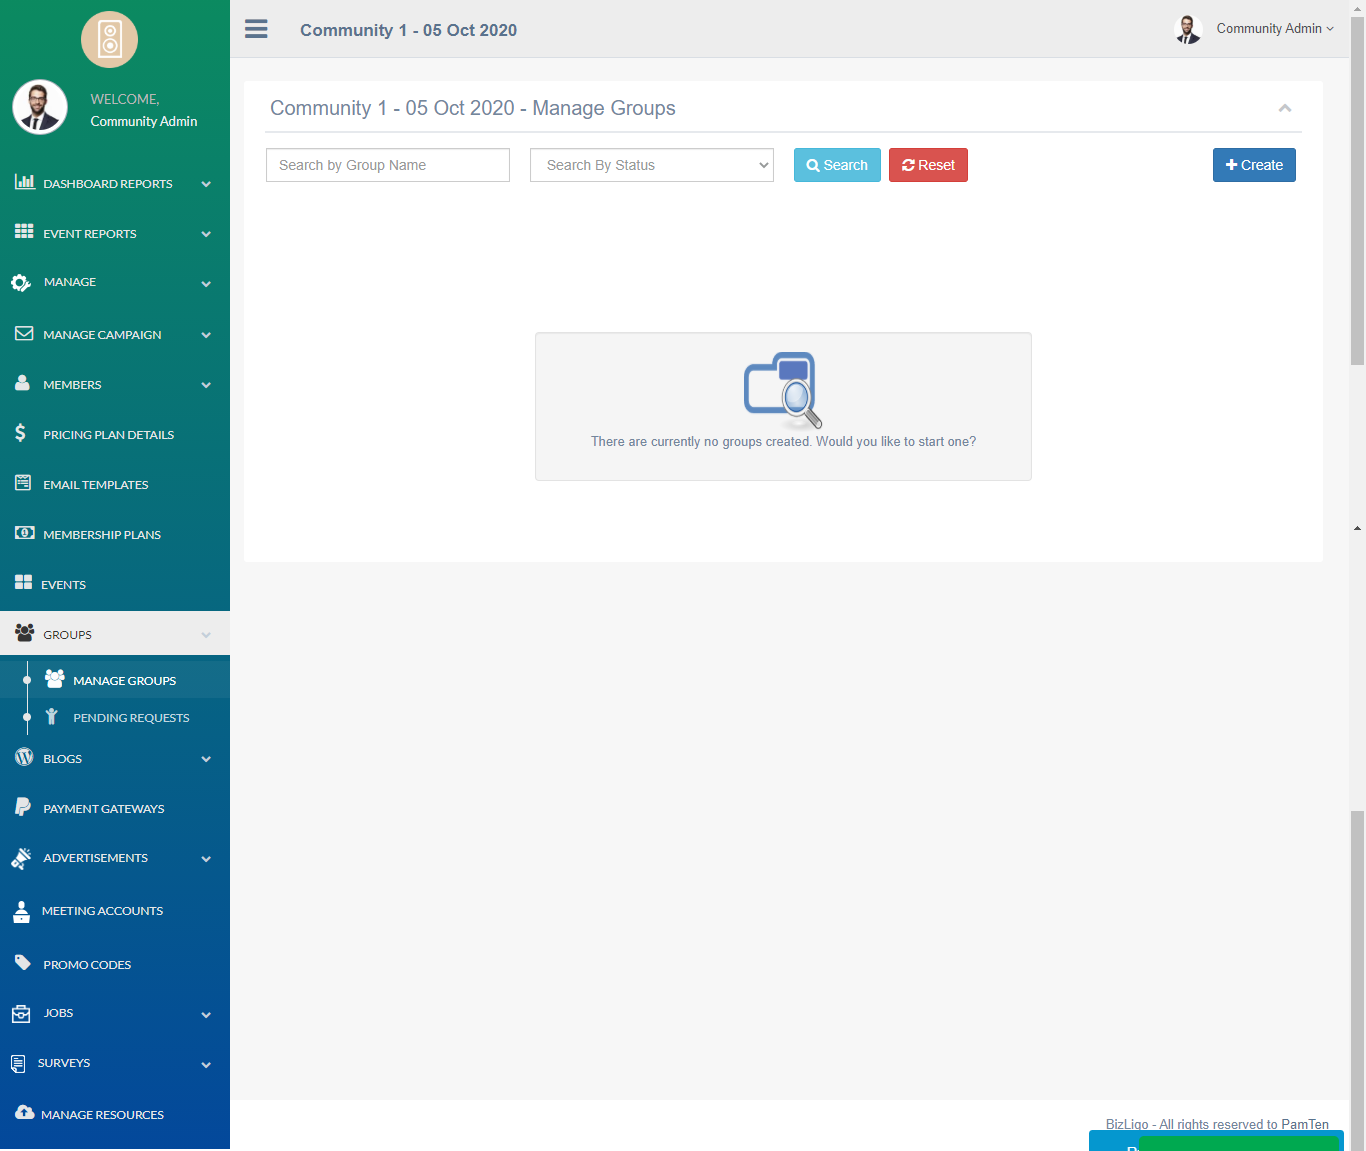 Community 1 - 05 Oct 2020
Community Admin
WELCOME,
Community Admin
DASHBOARD REPORTS
EVENT REPORTS
MANAGE
MANAGE CAMPAIGN
MEMBERS
PRICING PLAN DETAILS
EMAIL TEMPLATES
MEMBERSHIP PLANS
EVENTS
GROUPS
MANAGE GROUPS
PENDING REQUESTS
BLOGS
PAYMENT GATEWAYS
ADVERTISEMENTS
MEETING ACCOUNTS
PROMO CODES
JOBS
SURVEYS
MANAGE RESOURCES
Community 1 - 05 Oct 2020 - Manage Groups
Search by Group Name
Search By Status
Search
Reset
Create
There are currently no groups created. Would you like to start one?
BizLigo - All rights reserved to PamTen